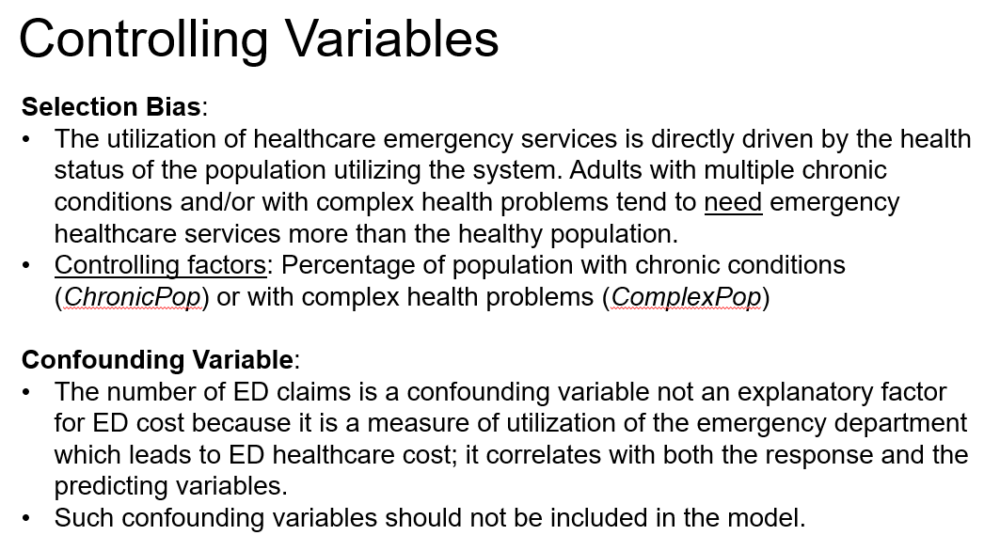 Controlling Variables
Selection Bias:
• The utilization of healthcare emergency services is directly driven by the health
status of the population utilizing the system. Adults with multiple chronic
conditions and/or with complex health problems tend to need emergency
healthcare services more than the healthy population.
• Controlling factors: Percentage of population with chronic conditions
(ChronicPop) or with complex health problems (ComplexPop)
Confounding Variable:
• The number of ED claims is a confounding variable not an explanatory factor
for ED cost because it is a measure of utilization of the emergency department
which leads to ED healthcare cost; it correlates with both the response and the
predicting variables.
• Such confounding variables should not be included in the model.